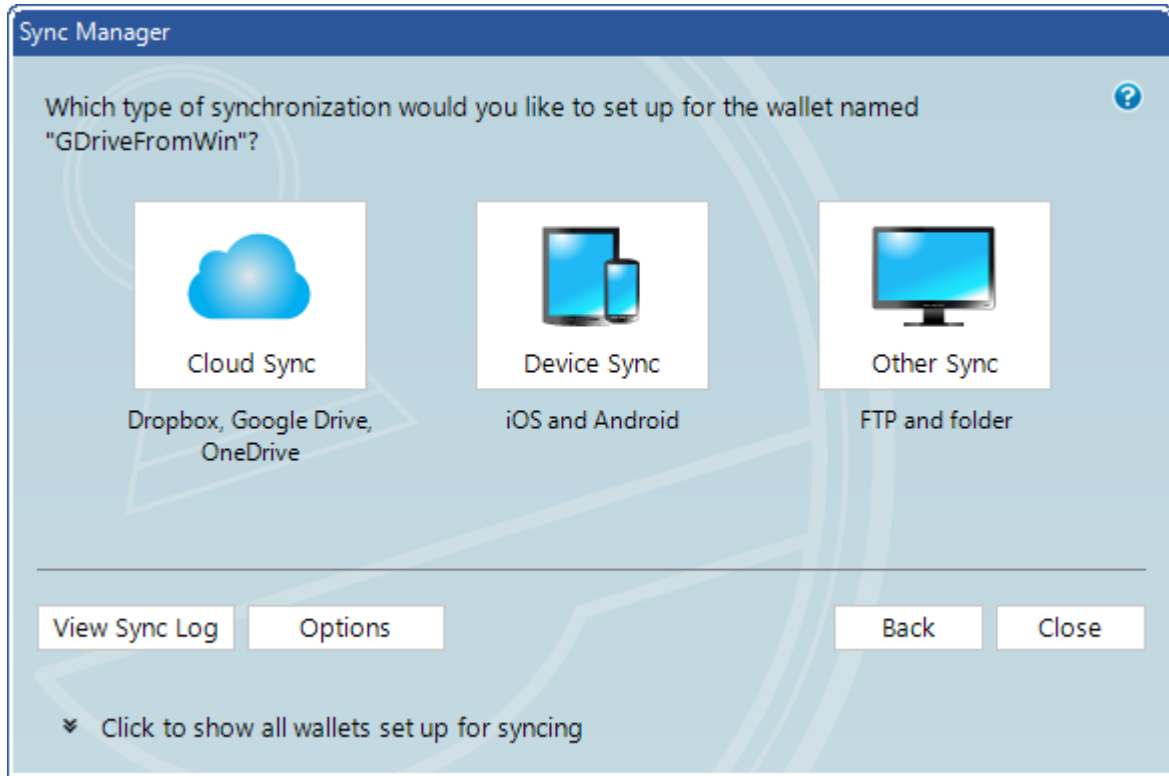 Sync Manager
Which type of synchronization would you like to set up for the wallet named
"GDriveFromWin"?
Cloud Sync
Device Sync
Other Sync
Dropbox, Google Drive,
OneDrive
iOS and Android
FTP and folder
View Sync Log
Options
Back
Close
Click to show all wallets set up for syncing